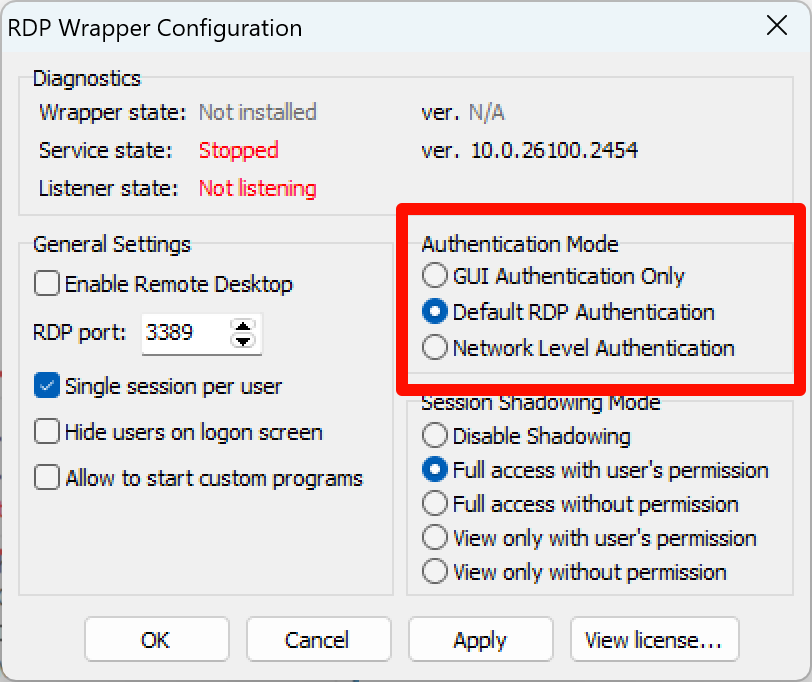 RDP Wrapper Configuration
Diagnostics
Wrapper state: Not installed ver. N/A
Service state: Stopped ver. 10.0.26100.2454
Listener state: Not listening
General Settings
Enable Remote Desktop
RDP port: 3389
Single session per user
Hide users on logon screen
Allow to start custom programs
Authentication Mode
GUI Authentication Only
Default RDP Authentication
Network Level Authentication
Session Shadowing Mode
Disable Shadowing
Full access with user's permission
Full access without permission
View only with user's permission
View only without permission
OK Cancel Apply View license...